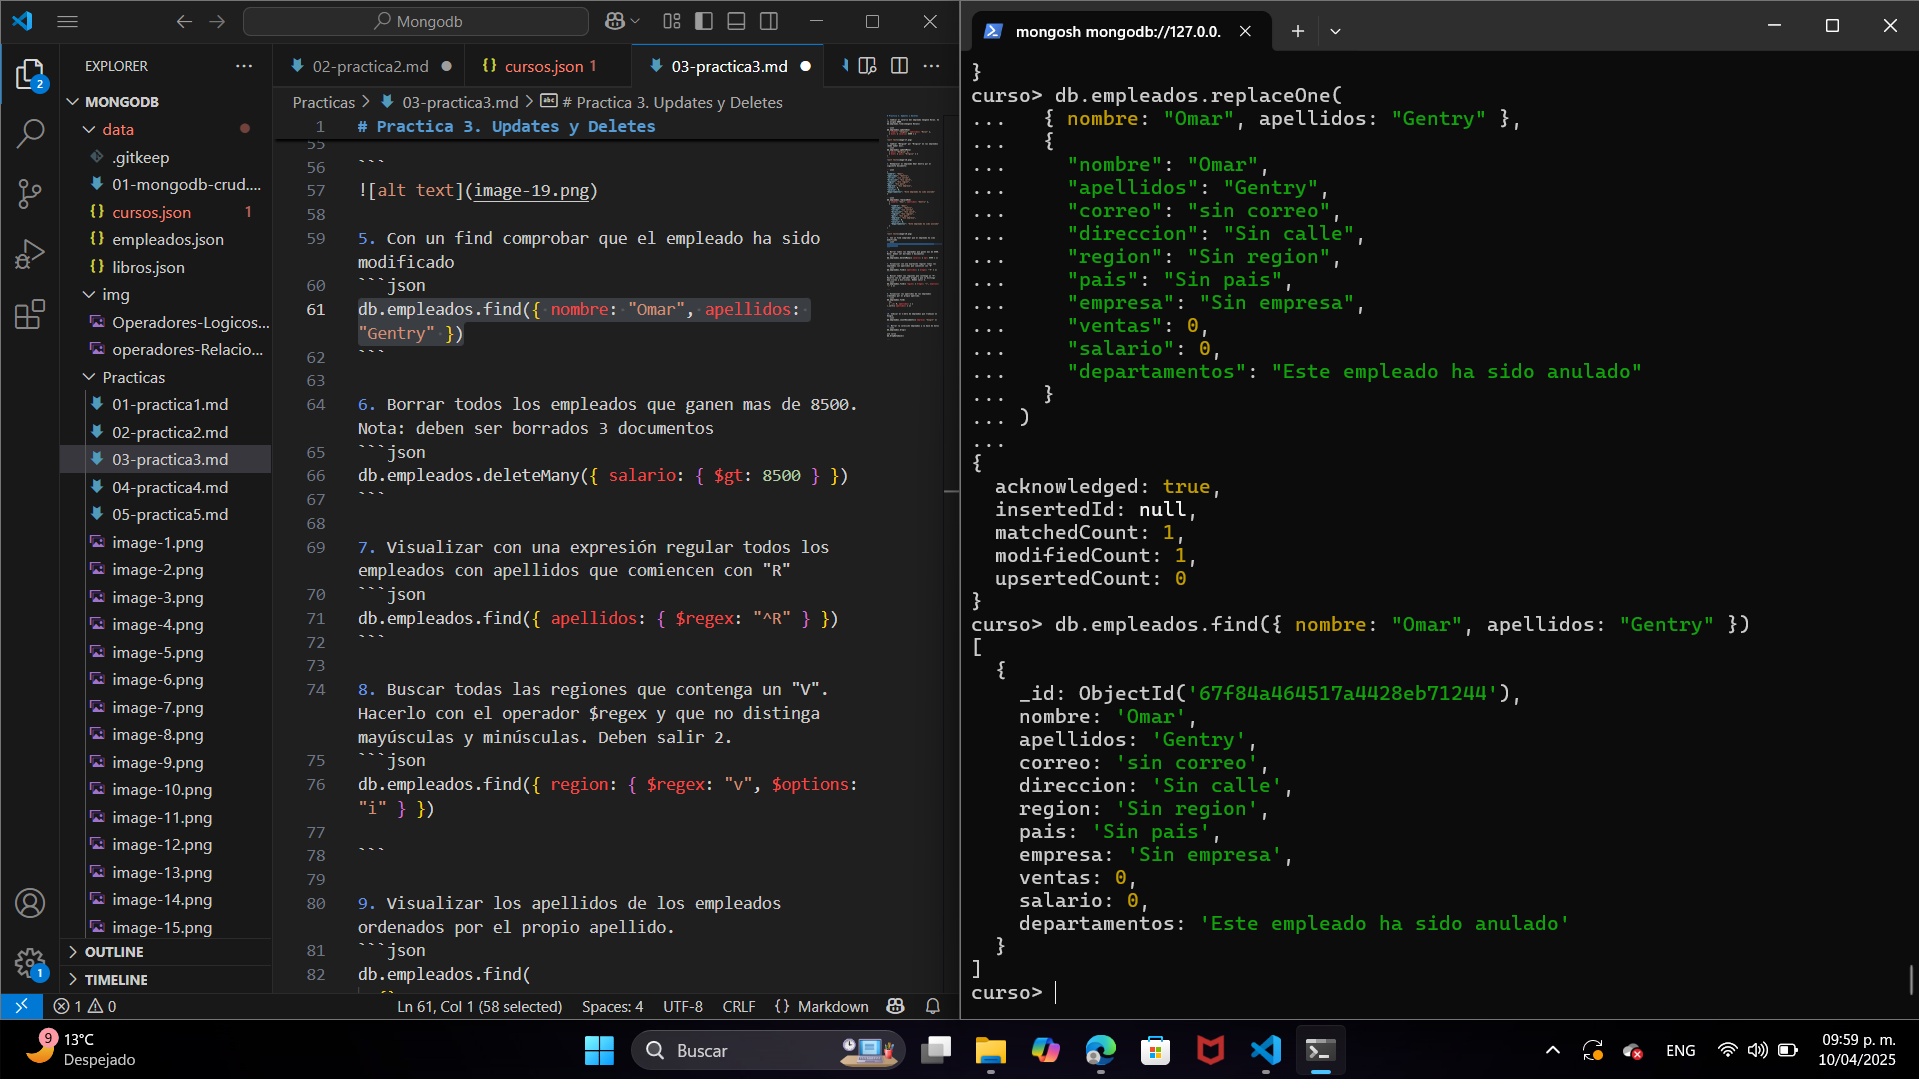 Mongodb
EXPLORER
MONGODB
data
.gitkeep
01-mongodb-crud....
cursos.json 1
empleados.json
libros.json
img
Operadores-Logicos...
operadores-Relacio...
Practicas
01-practica1.md
02-practica2.md
03-practica3.md
04-practica4.md
05-practica5.md
image-1.png
image-2.png
image-3.png
image-4.png
image-5.png
image-6.png
image-7.png
image-8.png
image-9.png
image-10.png
image-11.png
image-12.png
image-13.png
image-14.png
image-15.png
OUTLINE
TIMELINE
2
1
02-practica2.md
cursos.json 1
03-practica3.md
Practicas > 03-practica3.md > # Practica 3. Updates y Deletes
1 # Practica 3. Updates y Deletes
55
56 ```
57 ![alt text](image-19.png)
58
59 5. Con un find comprobar que el empleado ha sido
modificado
60 ```json
61 db.empleados.find({ nombre: "Omar", apellidos:
"Gentry" })
62 ```
63
64 6. Borrar todos los empleados que ganen mas de 8500.
Nota: deben ser borrados 3 documentos
65 ```json
66 db.empleados.deleteMany({ salario: { $gt: 8500 } })
67 ```
68
69 7. Visualizar con una expresión regular todos los
empleados con apellidos que comiencen con "R"
70 ```json
71 db.empleados.find({ apellidos: { $regex: "^R" } })
72 ```
73
74 8. Buscar todas las regiones que contenga un "V".
Hacerlo con el operador $regex y que no distinga
mayúsculas y minúsculas. Deben salir 2.
75 ```json
76 db.empleados.find({ region: { $regex: "v", $options:
"i" } })
77
78 ```
79
80 9. Visualizar los apellidos de los empleados
ordenados por el propio apellido.
81 ```json
82 db.empleados.find(
1 0
Ln 61, Col 1 (58 selected)
Spaces: 4
UTF-8
CRLF
{} Markdown
mongosh mongodb://127.0.0.
}
curso> db.empleados.replaceOne(
...   { nombre: "Omar", apellidos: "Gentry" },
...   {
...     "nombre": "Omar",
...     "apellidos": "Gentry",
...     "correo": "sin correo",
...     "direccion": "Sin calle",
...     "region": "Sin region",
...     "pais": "Sin pais",
...     "empresa": "Sin empresa",
...     "ventas": 0,
...     "salario": 0,
...     "departamentos": "Este empleado ha sido anulado"
...   }
... )
...
{
  acknowledged: true,
  insertedId: null,
  matchedCount: 1,
  modifiedCount: 1,
  upsertedCount: 0
}
curso> db.empleados.find({ nombre: "Omar", apellidos: "Gentry" })
[
  {
    _id: ObjectId('67f84a464517a4428eb71244'),
    nombre: 'Omar',
    apellidos: 'Gentry',
    correo: 'sin correo',
    direccion: 'Sin calle',
    region: 'Sin region',
    pais: 'Sin pais',
    empresa: 'Sin empresa',
    ventas: 0,
    salario: 0,
    departamentos: 'Este empleado ha sido anulado'
  }
]
curso>
9
13°C
Despejado
Buscar
ENG
09:59 p. m.
10/04/2025